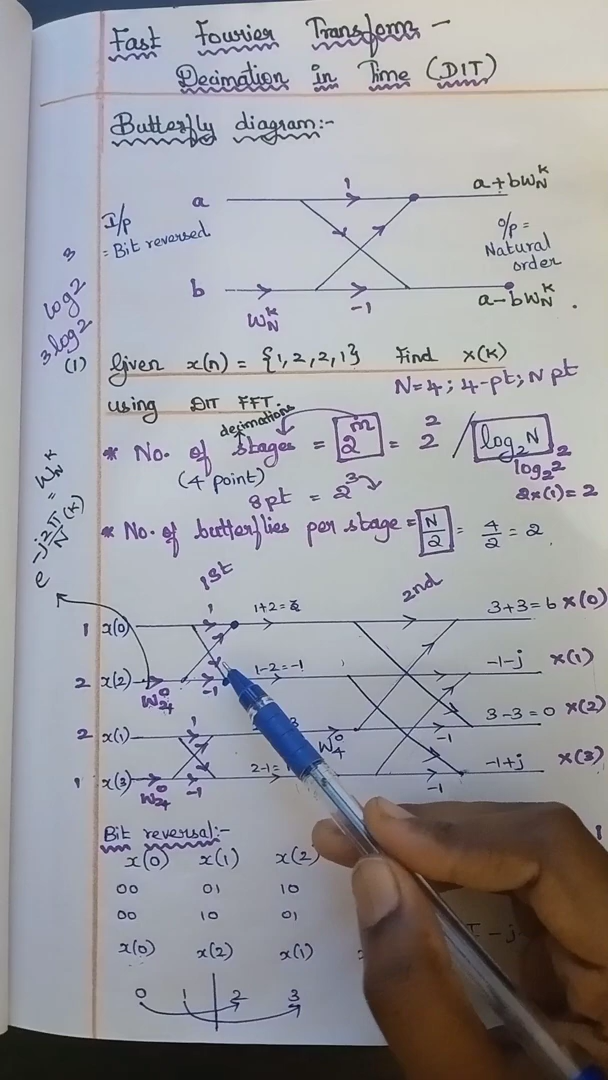 Fast Fourier Transform -
Decimation in Time (DIT)
Butterfly diagram:-
a
1
a+bW_N^k
I/p
= Bit reversed
O/p =
Natural
order
b
W_N^k
-1
a-bW_N^k .
3
log2
3log2
(1) Given x(n) = {1, 2, 2, 1} Find X(k)
using DIT FFT.
N=4; 4-pt; N pt
decimations
* No. of stages = 2^m = 2^2 / log_2 N
(4 point)
log_2 2^2
2x(1)=2
8pt = 2^3
* No. of butterflies per stage = N/2 = 4/2 = 2
e^-j2π/N (k) = W_N^k
1st
2nd
1 x(0) 1 1+2=3 3+3=6 X(0)
2 x(2) W_4^0 -1 1-2=-1 -1-j X(1)
2 x(1) 1 3 W_4^0 -1 3-3=0 X(2)
1 x(3) W_4^0 -1 2-1= -1 -1+j X(3)
Bit reversal:-
x(0) x(1) x(2)
00 01 10
00 10 01
x(0) x(2) x(1)
0 1 2 3
- j